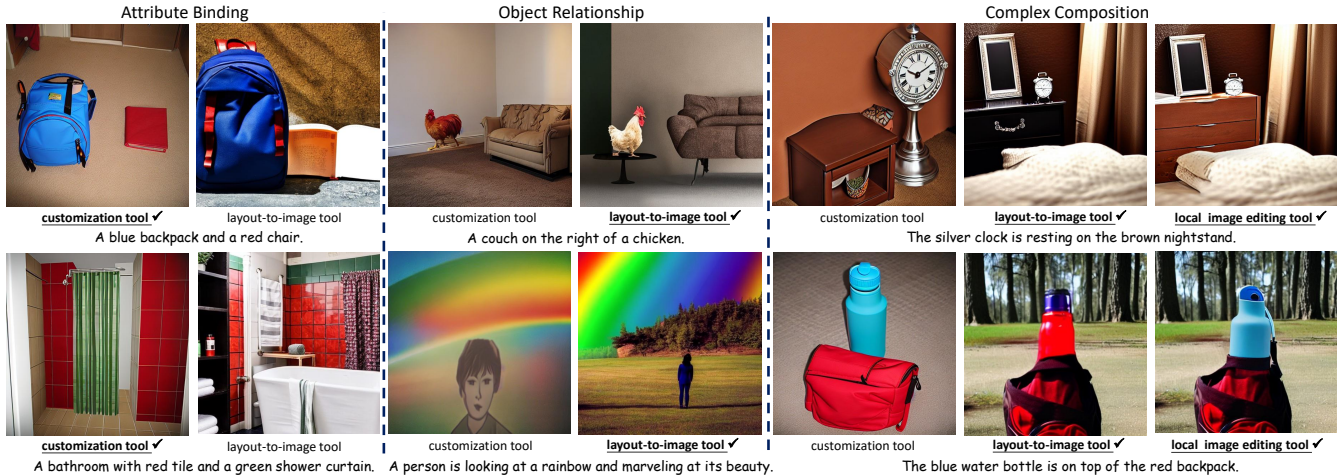 Attribute Binding
Object Relationship
Complex Composition
customization tool ✓
layout-to-image tool
customization tool
layout-to-image tool ✓
customization tool
layout-to-image tool ✓
local image editing tool ✓
A blue backpack and a red chair.
A couch on the right of a chicken.
The silver clock is resting on the brown nightstand.
customization tool ✓
layout-to-image tool
customization tool
layout-to-image tool ✓
customization tool
layout-to-image tool ✓
local image editing tool ✓
A bathroom with red tile and a green shower curtain.
A person is looking at a rainbow and marveling at its beauty.
The blue water bottle is on top of the red backpack.